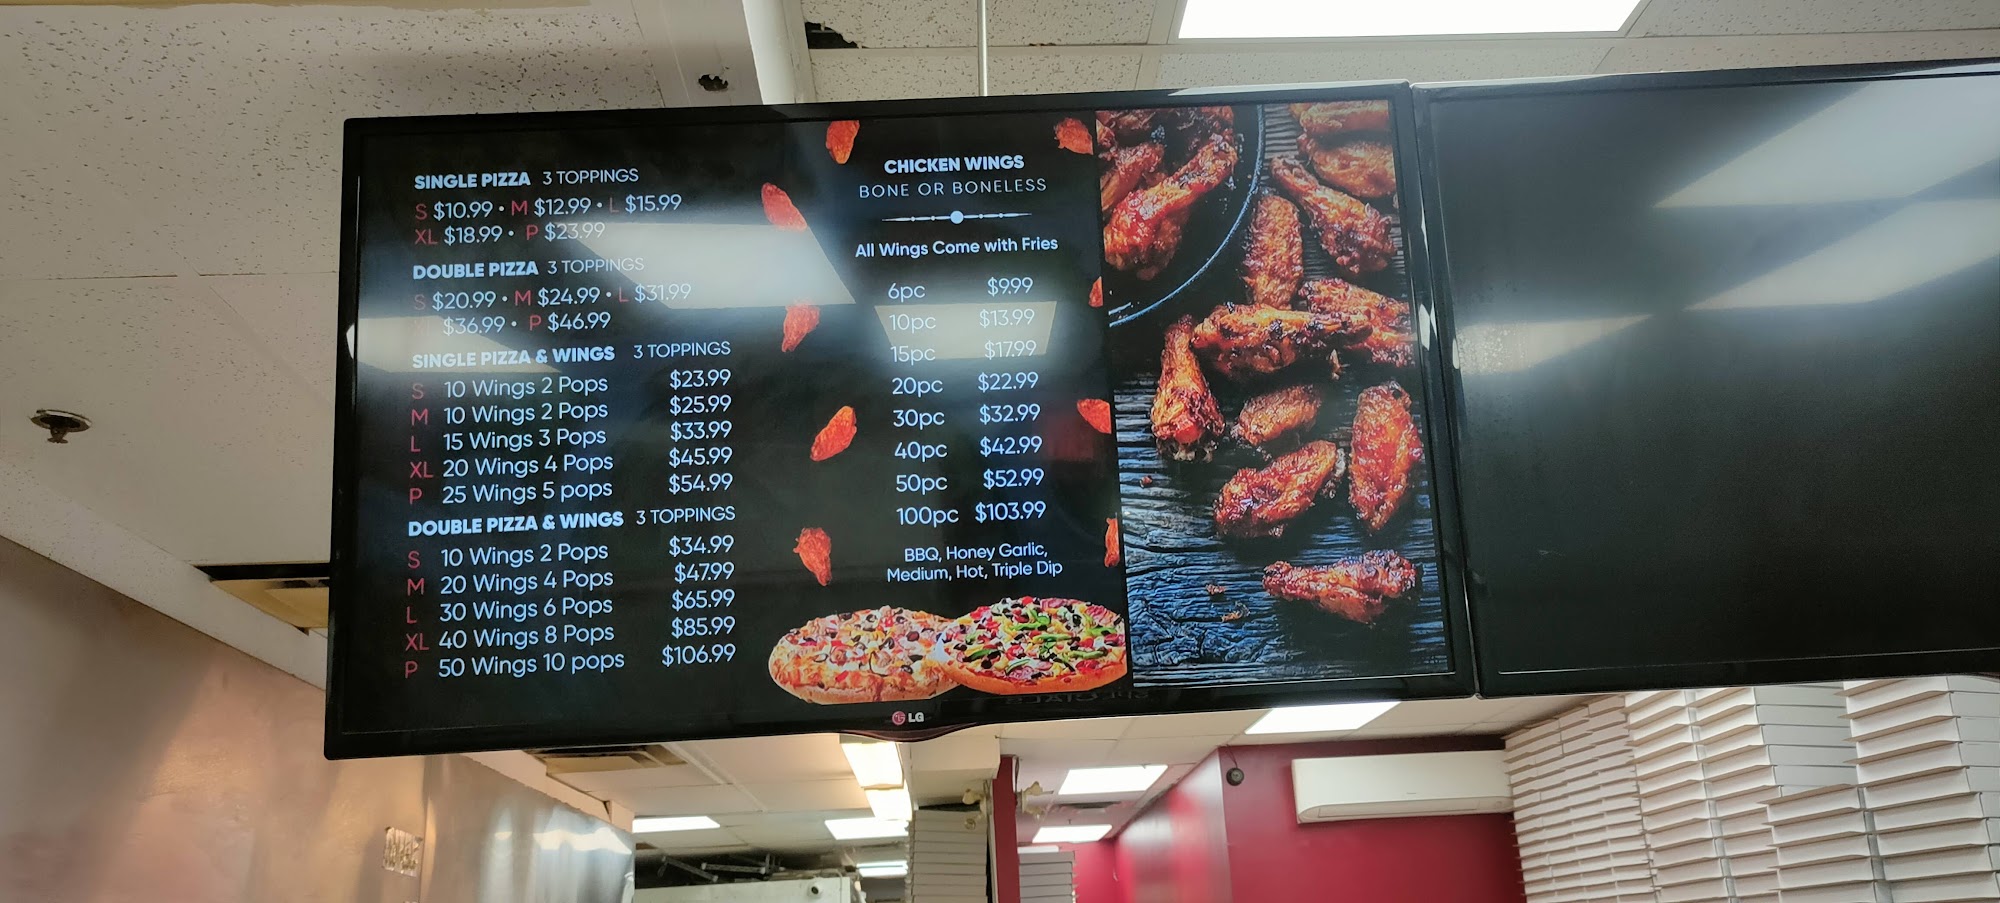 SINGLE PIZZA 3 TOPPINGS
S $10.99 • M $12.99 • L $15.99
XL $18.99 • P $23.99
DOUBLE PIZZA 3 TOPPINGS
S $20.99 • M $24.99 • L $31.99
$36.99 • P $46.99
SINGLE PIZZA & WINGS 3 TOPPINGS
S 10 Wings 2 Pops $23.99
M 10 Wings 2 Pops $25.99
L 15 Wings 3 Pops $33.99
XL 20 Wings 4 Pops $45.99
P 25 Wings 5 pops $54.99
DOUBLE PIZZA & WINGS 3 TOPPINGS
S 10 Wings 2 Pops $34.99
M 20 Wings 4 Pops $47.99
L 30 Wings 6 Pops $65.99
XL 40 Wings 8 Pops $85.99
P 50 Wings 10 pops $106.99
CHICKEN WINGS
BONE OR BONELESS
All Wings Come with Fries
6pc $9.99
10pc $13.99
15pc $17.99
20pc $22.99
30pc $32.99
40pc $42.99
50pc $52.99
100pc $103.99
BBQ, Honey Garlic,
Medium, Hot, Triple Dip
LG